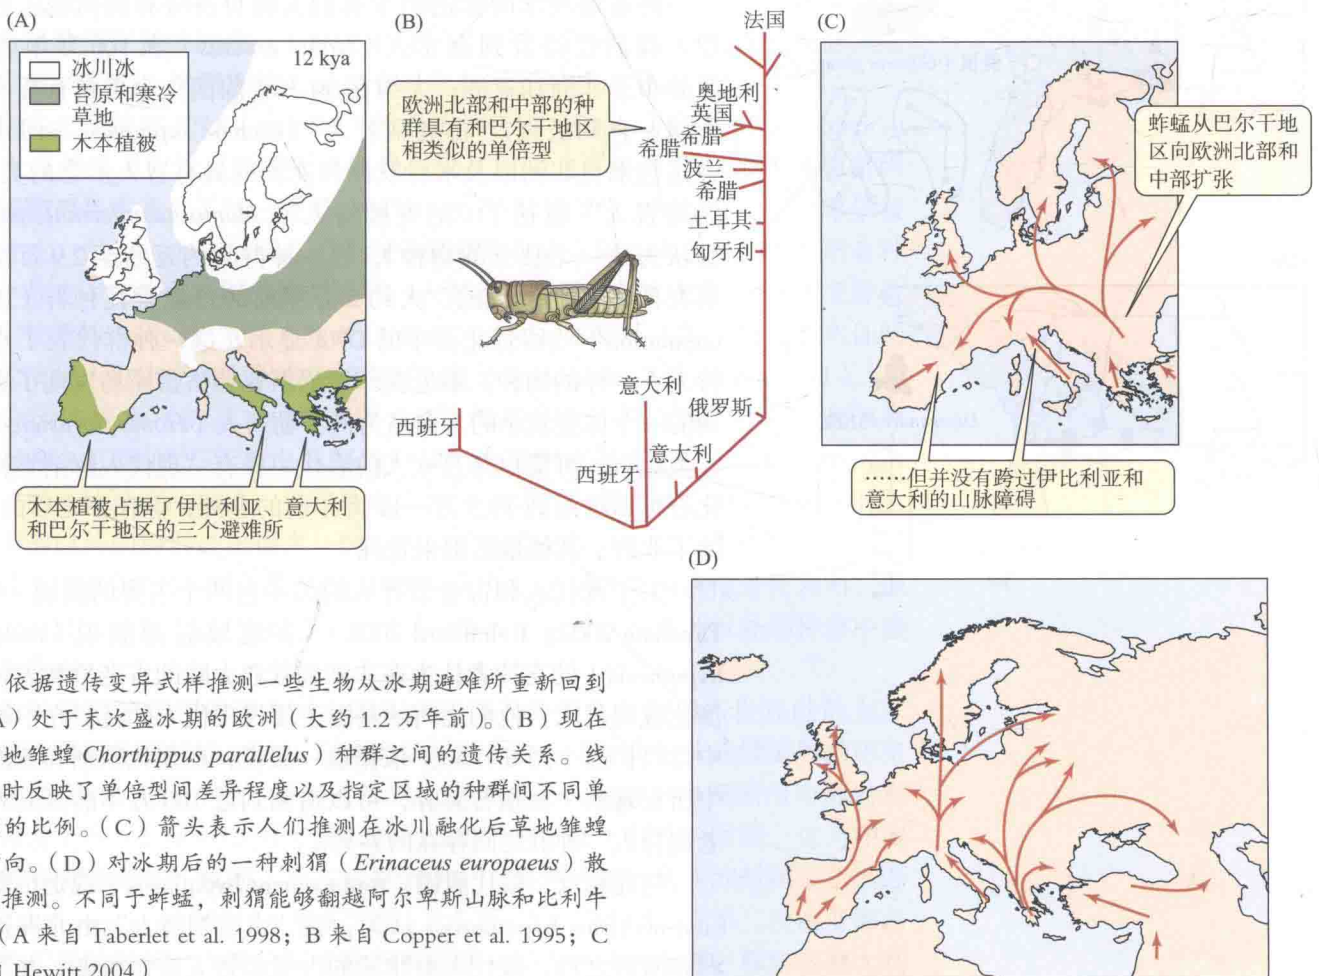 (A)
12 kya
冰川冰
苔原和寒冷
草地
木本植被
木本植被占据了伊比利亚、意大利
和巴尔干地区的三个避难所
(B)
欧洲北部和中部的种
群具有和巴尔干地区
相类似的单倍型
法国
奥地利
英国
希腊
希腊
波兰
希腊
土耳其
匈牙利
俄罗斯
意大利
西班牙
意大利
西班牙
(C)
蚱蜢从巴尔干地
区向欧洲北部和
中部扩张
……但并没有跨过伊比利亚和
意大利的山脉障碍
(D)
依据遗传变异式样推测一些生物从冰期避难所重新回到
A）处于末次盛冰期的欧洲（大约1.2万年前）。(B) 现在
地雏蝗 Chorthippus parallelus）种群之间的遗传关系。线
时反映了单倍型间差异程度以及指定区域的种群间不同单
的比例。(C) 箭头表示人们推测在冰川融化后草地雏蝗
向。(D) 对冰期后的一种刺猬（Erinaceus europaeus）散
推测。不同于蚱蜢，刺猬能够翻越阿尔卑斯山脉和比利牛
（A 来自 Taberlet et al. 1998；B 来自 Copper et al. 1995；C
Hewitt 2004）